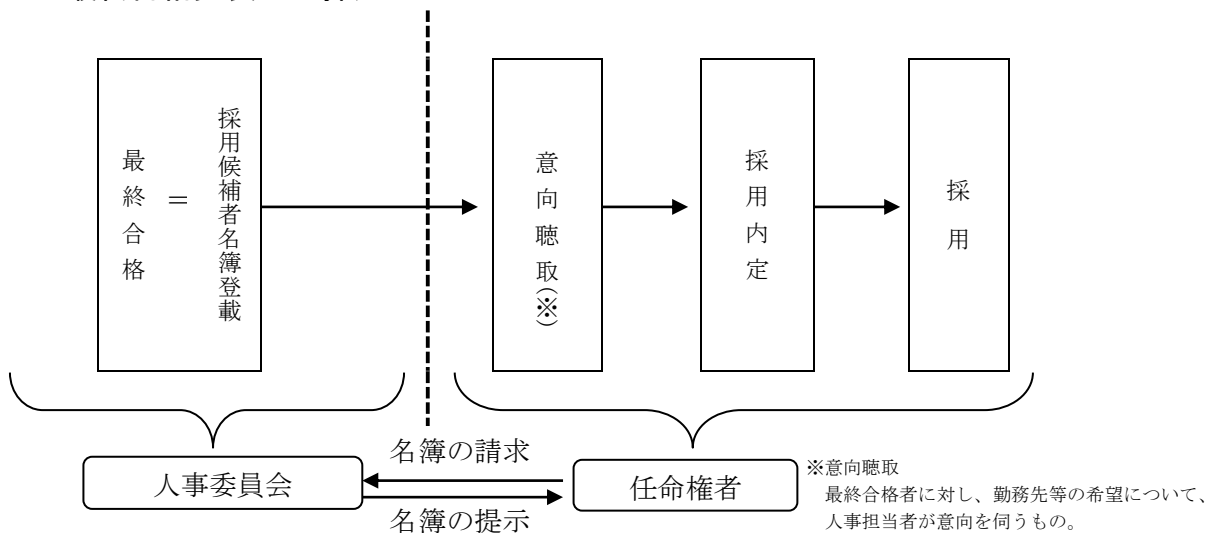 最終合格
＝
採用候補者名簿登載
意向聴取(※)
採用内定
採用
名簿の請求
人事委員会
任命権者
名簿の提示
※意向聴取
最終合格者に対し、勤務先等の希望について、
人事担当者が意向を伺うもの。